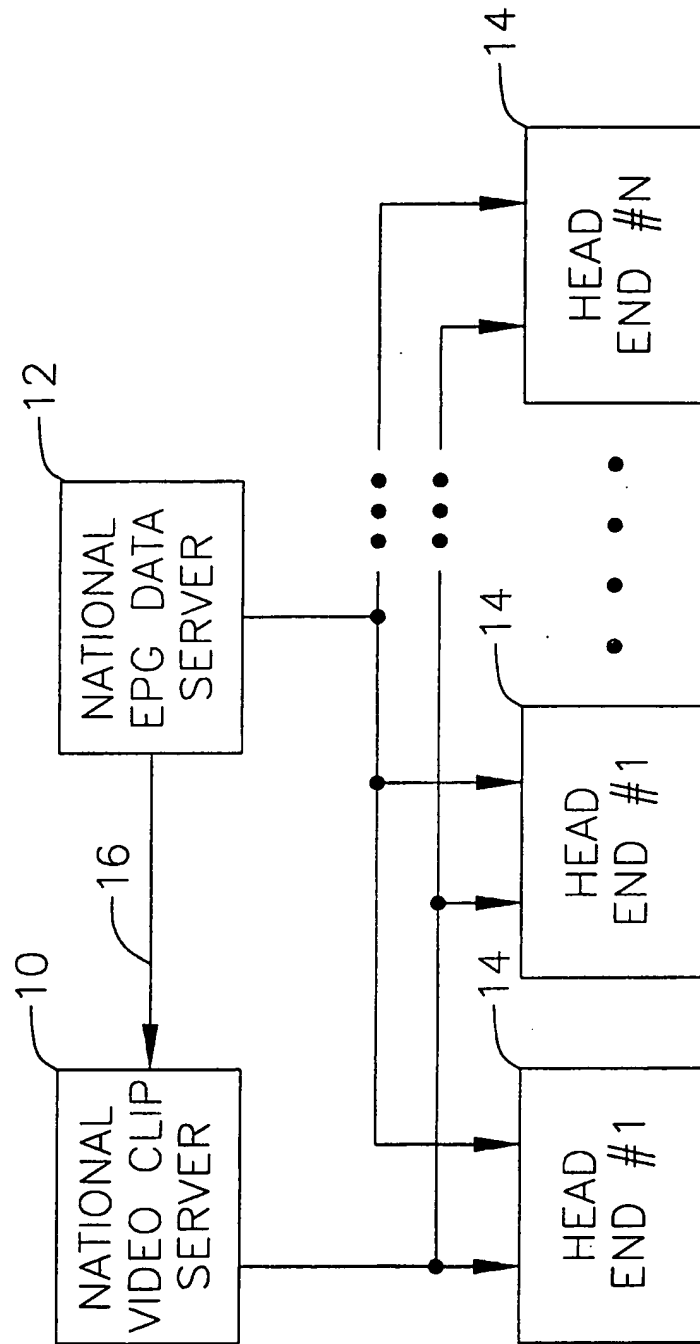 10
NATIONAL
VIDEO CLIP
SERVER
16
12
NATIONAL
EPG DATA
SERVER
14
HEAD
END #1
14
HEAD
END #1
14
HEAD
END #N